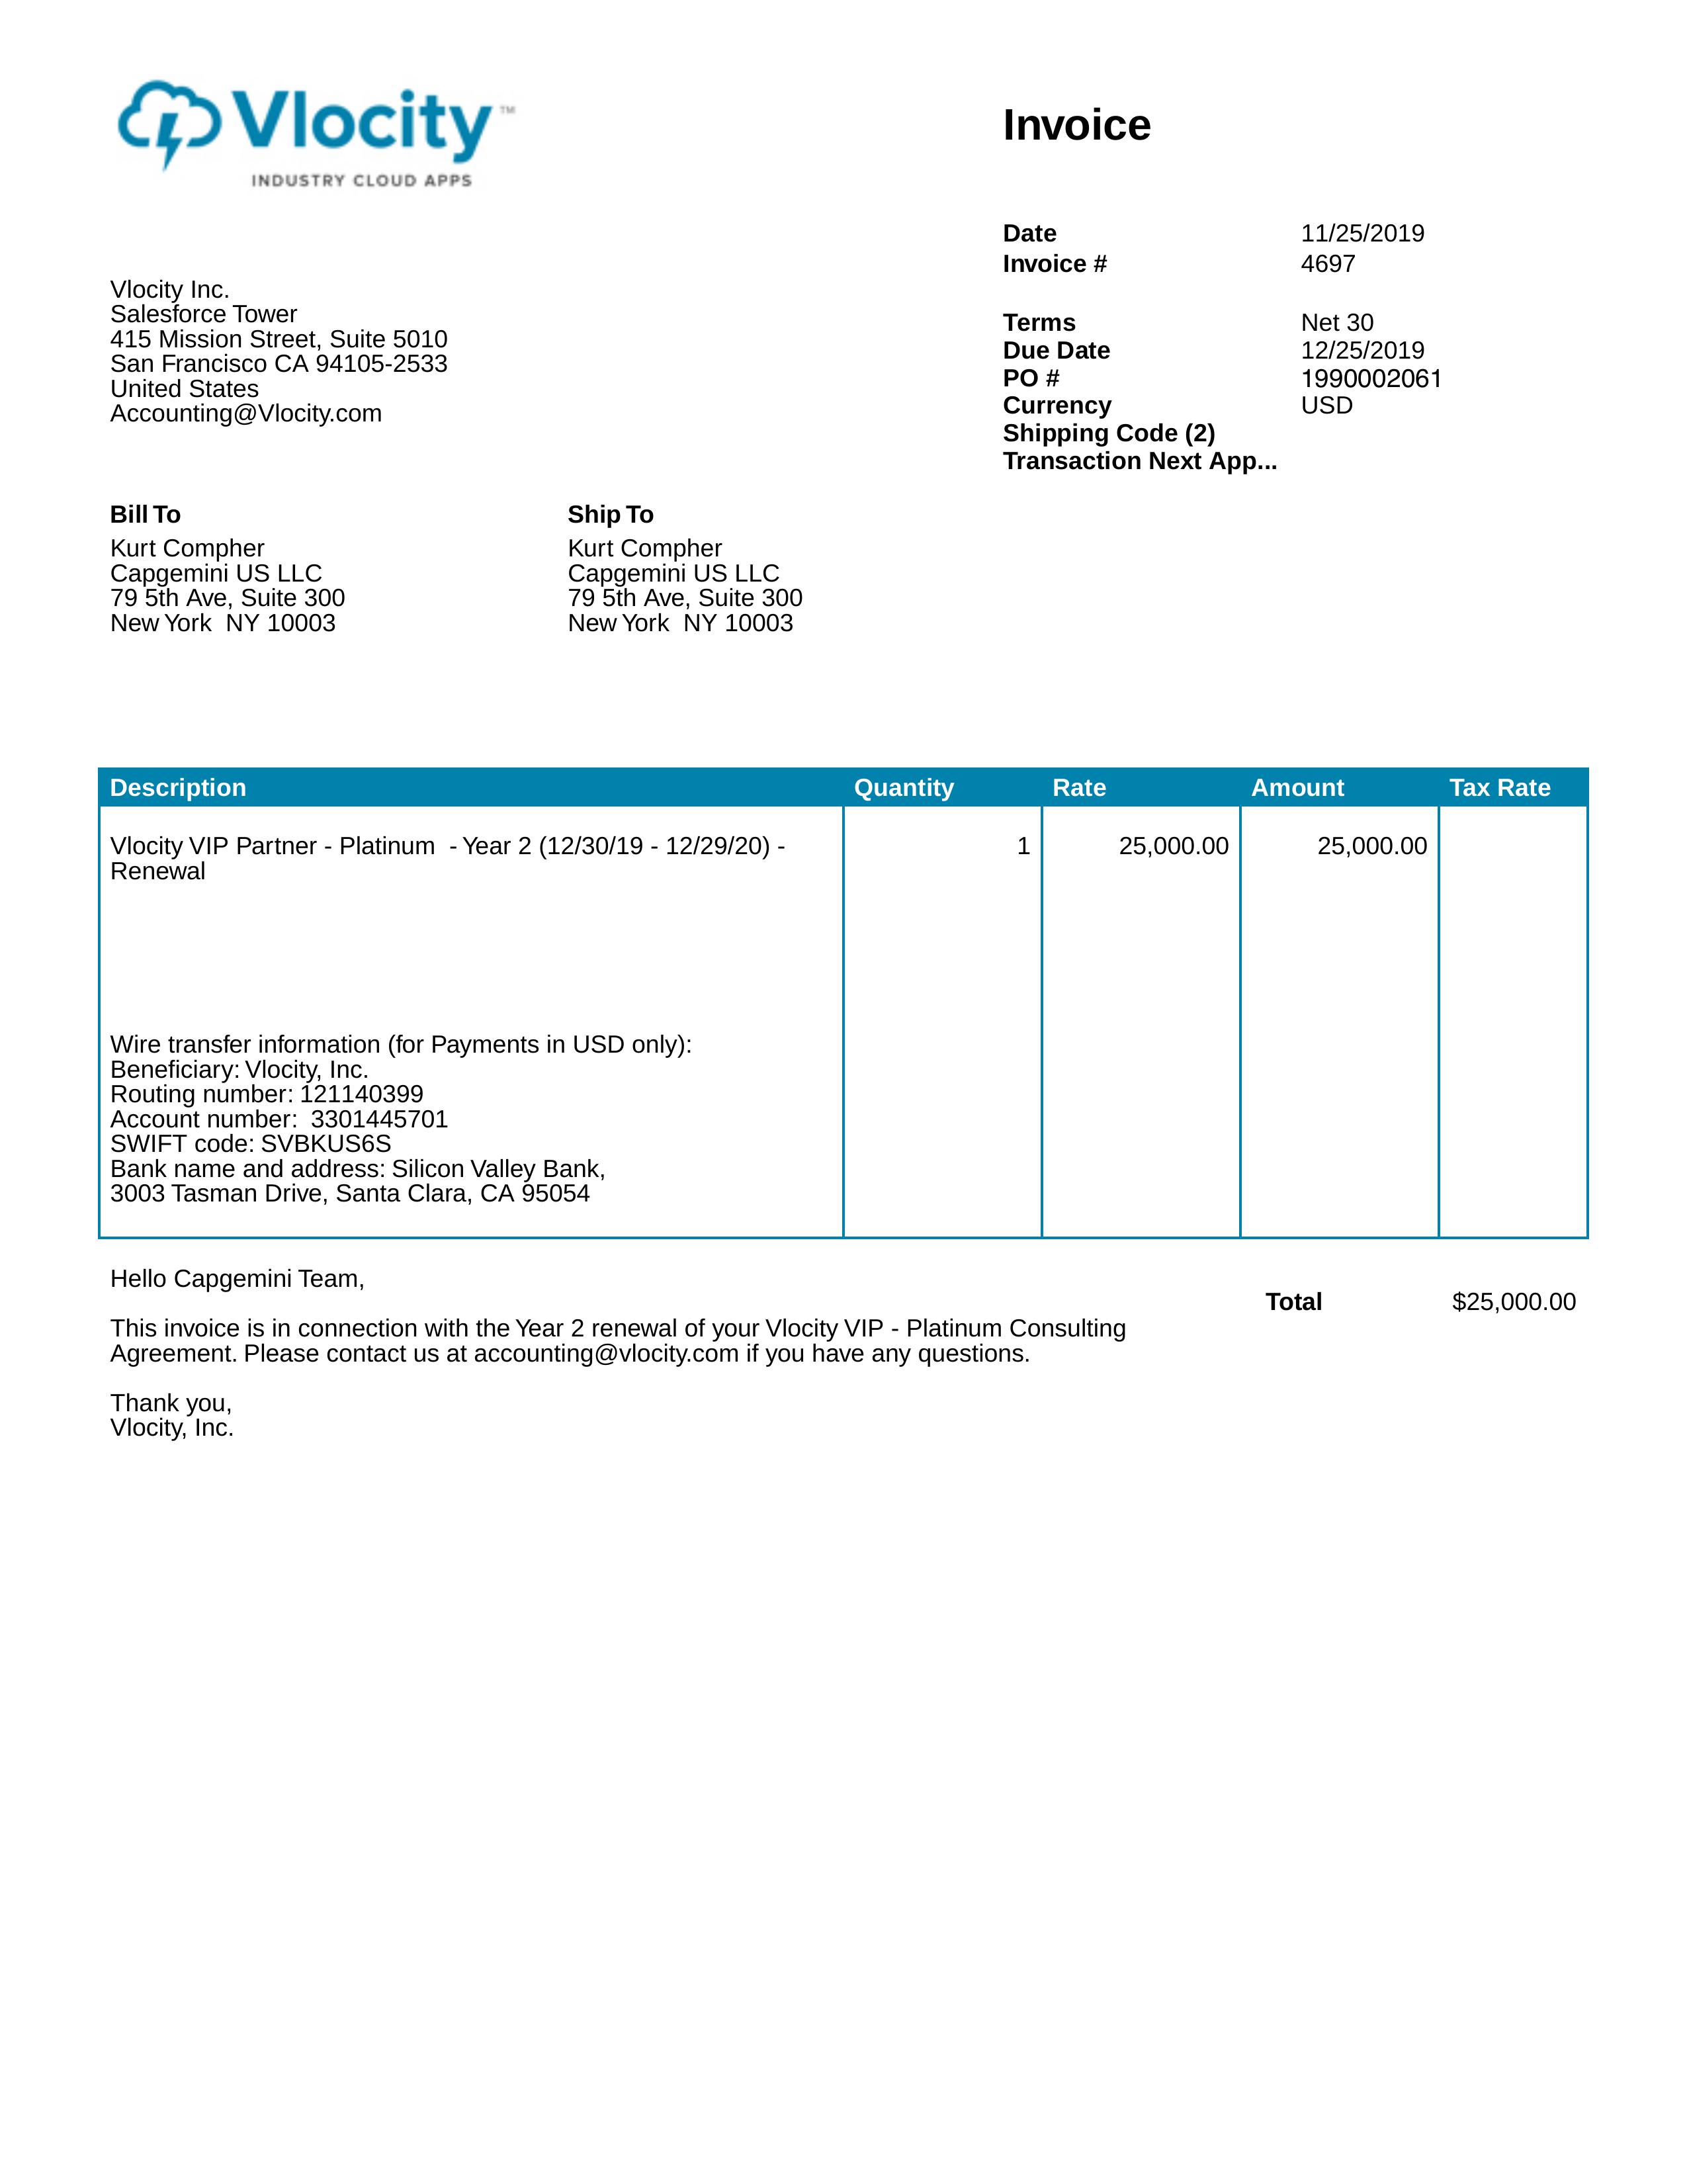 Vlocity™
INDUSTRY CLOUD APPS
Invoice
Date 11/25/2019
Invoice # 4697
Vlocity Inc.
Salesforce Tower
415 Mission Street, Suite 5010
San Francisco CA 94105-2533
United States
Accounting@Vlocity.com
Terms Net 30
Due Date 12/25/2019
PO # 1990002061
Currency USD
Shipping Code (2)
Transaction Next App...
Bill To
Kurt Compher
Capgemini US LLC
79 5th Ave, Suite 300
New York  NY 10003
Ship To
Kurt Compher
Capgemini US LLC
79 5th Ave, Suite 300
New York  NY 10003
Description Quantity Rate Amount Tax Rate
Vlocity VIP Partner - Platinum  - Year 2 (12/30/19 - 12/29/20) - 1 25,000.00 25,000.00
Renewal
Wire transfer information (for Payments in USD only):
Beneficiary: Vlocity, Inc.
Routing number: 121140399
Account number:  3301445701
SWIFT code: SVBKUS6S
Bank name and address: Silicon Valley Bank,
3003 Tasman Drive, Santa Clara, CA 95054
Hello Capgemini Team,
Total $25,000.00
This invoice is in connection with the Year 2 renewal of your Vlocity VIP - Platinum Consulting
Agreement. Please contact us at accounting@vlocity.com if you have any questions.
Thank you,
Vlocity, Inc.